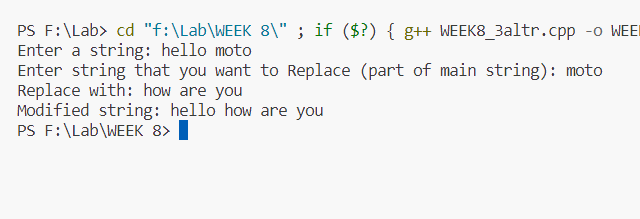 PS F:\Lab> cd "f:\Lab\WEEK 8\" ; if ($?) { g++ WEEK8_3altr.cpp -o WEE
Enter a string: hello moto
Enter string that you want to Replace (part of main string): moto
Replace with: how are you
Modified string: hello how are you
PS F:\Lab\WEEK 8>